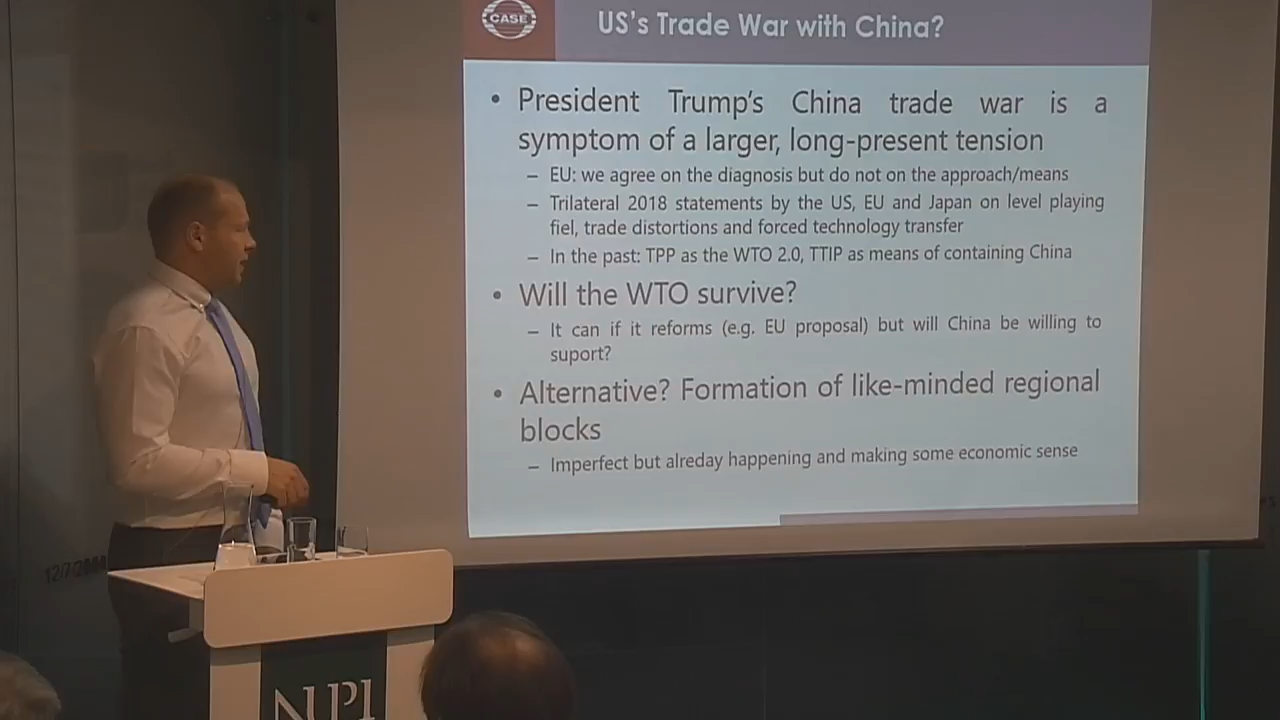 CASE
US's Trade War with China?
• President Trump's China trade war is a
symptom of a larger, long-present tension
– EU: we agree on the diagnosis but do not on the approach/means
– Trilateral 2018 statements by the US, EU and Japan on level playing
fiel, trade distortions and forced technology transfer
– In the past: TPP as the WTO 2.0, TTIP as means of containing China
• Will the WTO survive?
– It can if it reforms (e.g. EU proposal) but will China be willing to
suport?
• Alternative? Formation of like-minded regional
blocks
– Imperfect but alreday happening and making some economic sense
NUPI